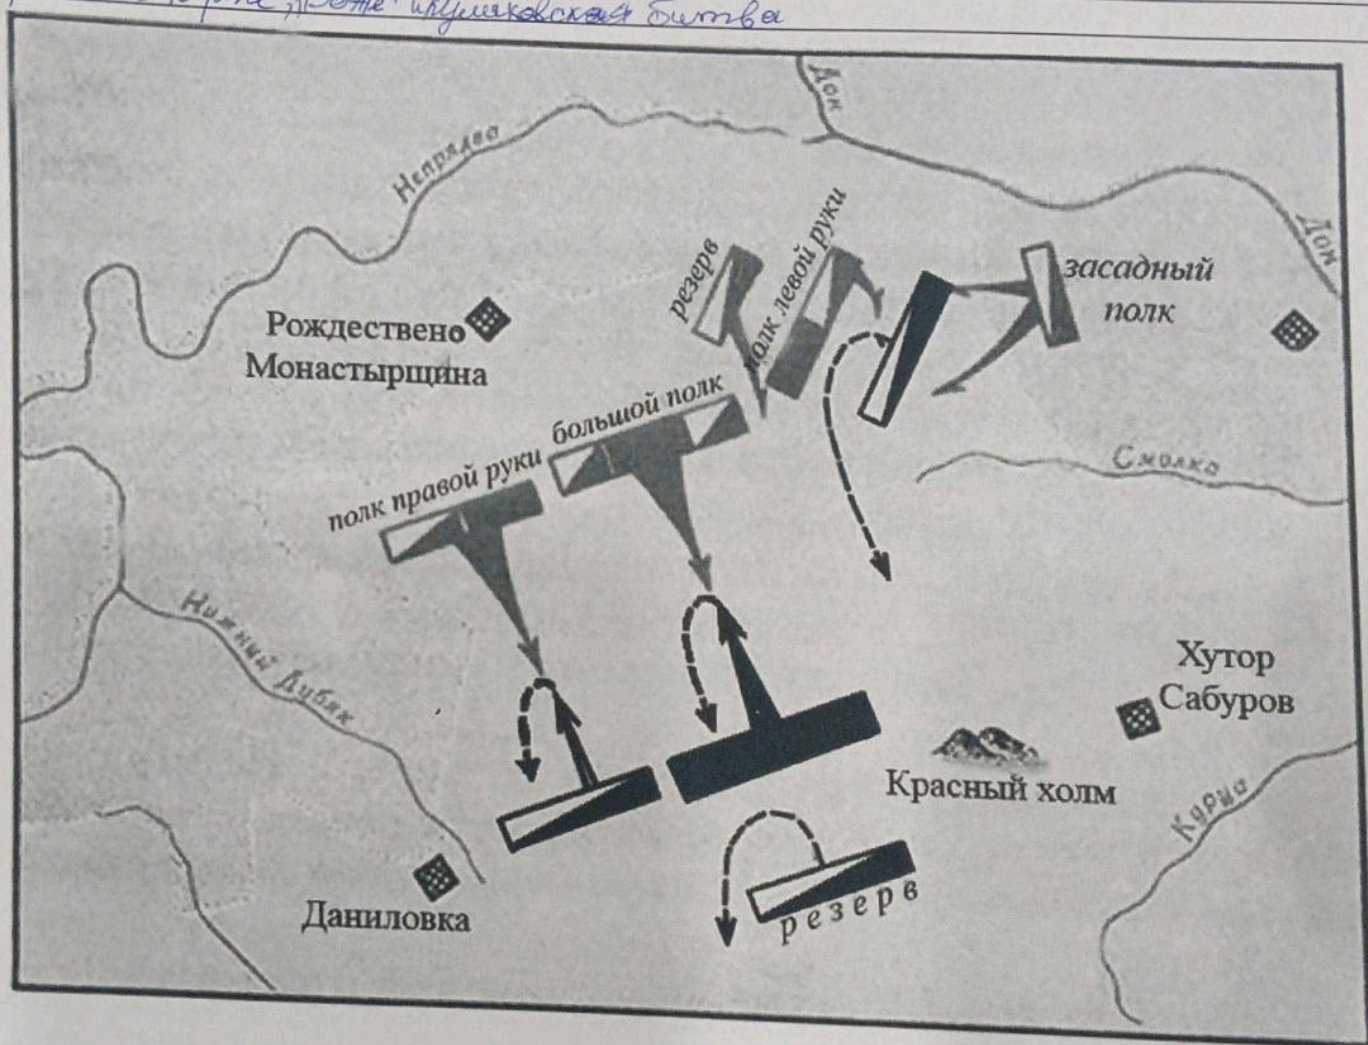 Куликовская битва
Дон
Непрядва
Дон
резерв
полк левой руки
засадный
полк
Рождествено
Монастырщина
большой полк
полк правой руки
Смолка
Нижний Дубяк
Хутор
Сабуров
Красный холм
Курца
Даниловка
резерв